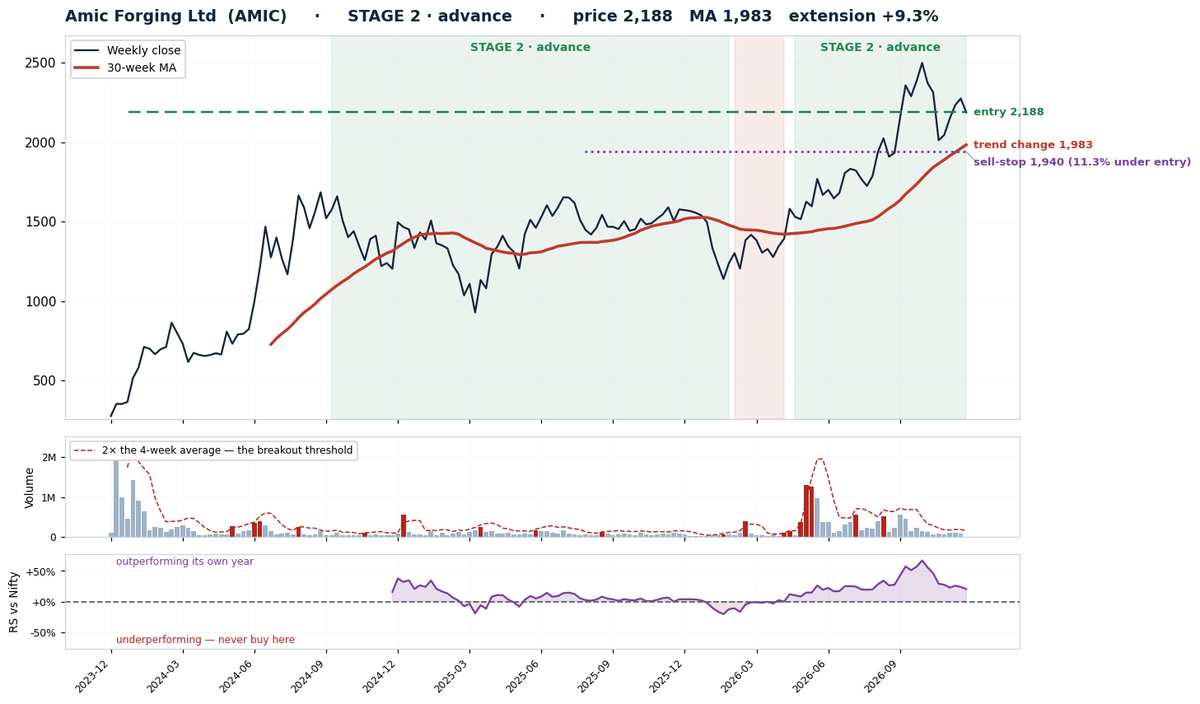 Amic Forging Ltd (AMIC) · STAGE 2 · advance · price 2,188 MA 1,983 extension +9.3%
Weekly close
30-week MA
STAGE 2 · advance
STAGE 2 · advance
2500
2000
1500
1000
500
entry 2,188
trend change 1,983
sell-stop 1,940 (11.3% under entry)
2× the 4-week average — the breakout threshold
Volume
2M
1M
0
RS vs Nifty
outperforming its own year
+50%
+0%
-50%
underperforming — never buy here
2023-12
2024-03
2024-06
2024-09
2024-12
2025-03
2025-06
2025-09
2025-12
2026-03
2026-06
2026-09